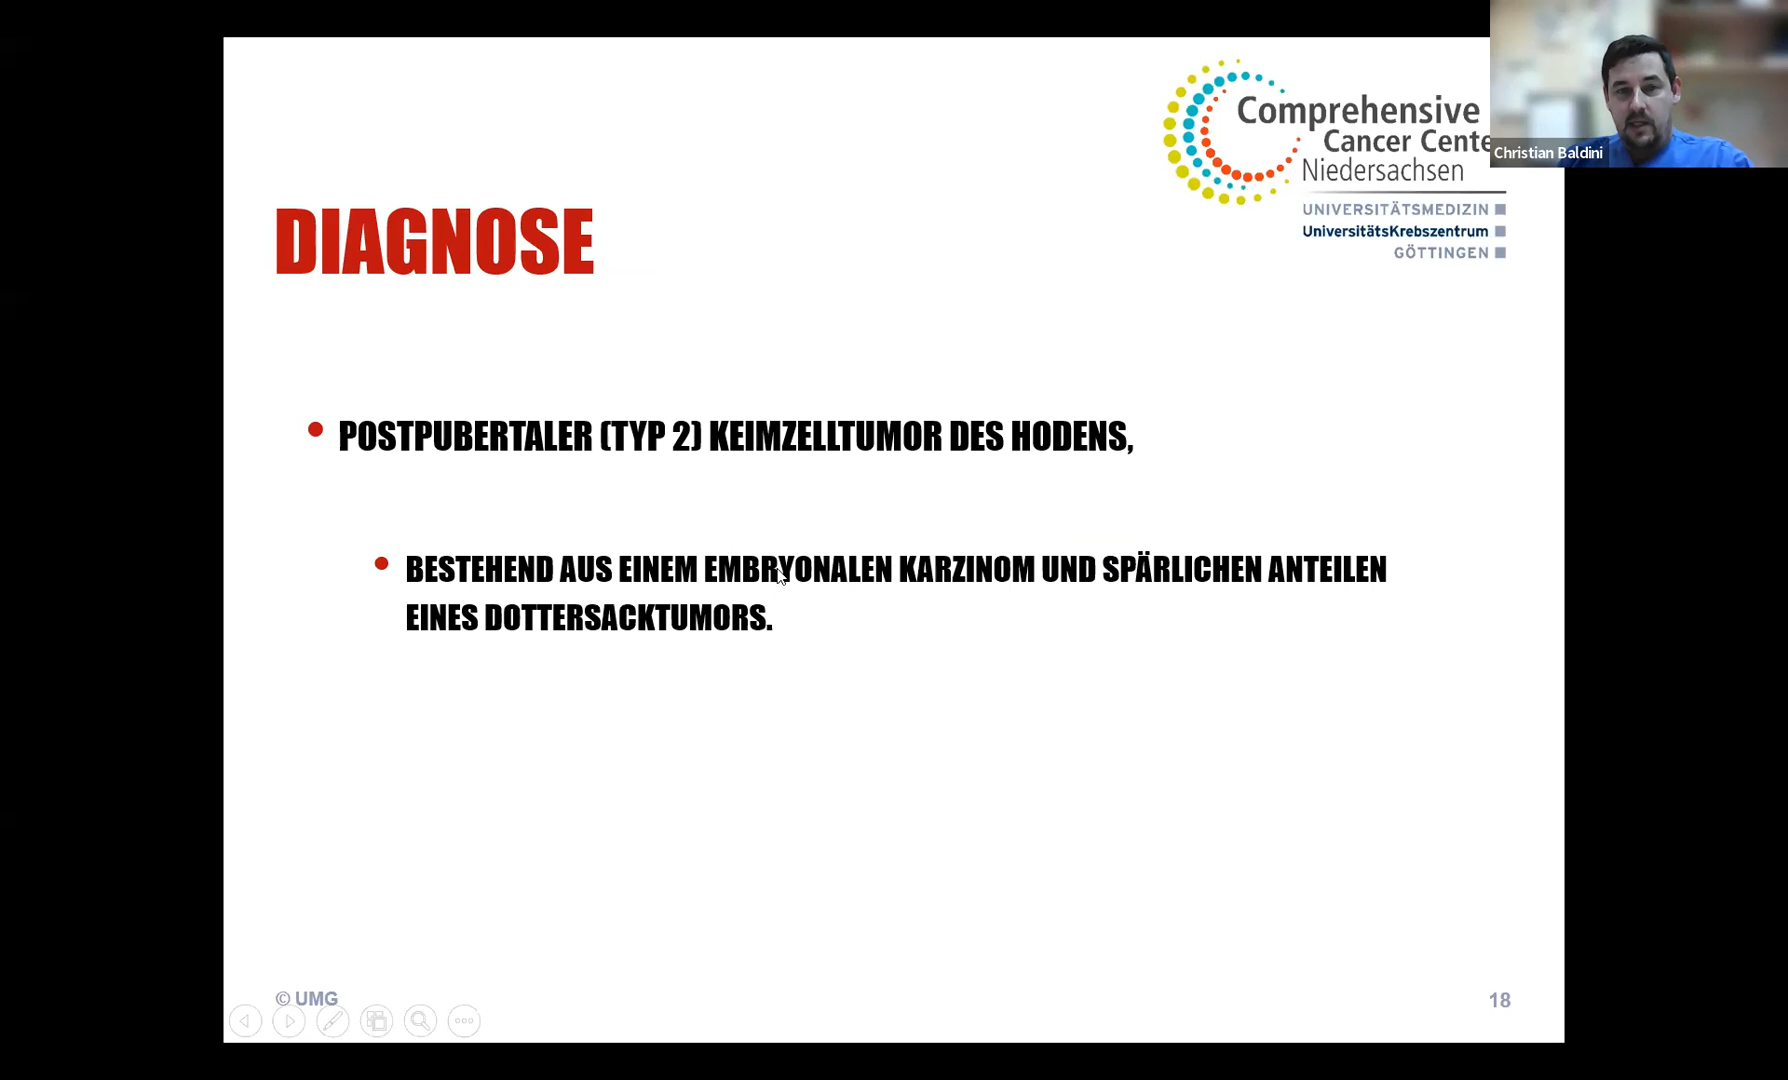 Comprehensive
Cancer Cente
Niedersachsen
Christian Baldini
UNIVERSITÄTSMEDIZIN
UniversitätsKrebszentrum
GÖTTINGEN
DIAGNOSE
POSTPUBERTALER (TYP 2) KEIMZELLTUMOR DES HODENS,
BESTEHEND AUS EINEM EMBRYONALEN KARZINOM UND SPÄRLICHEN ANTEILEN
EINES DOTTERSACKTUMORS.
© UMG
18